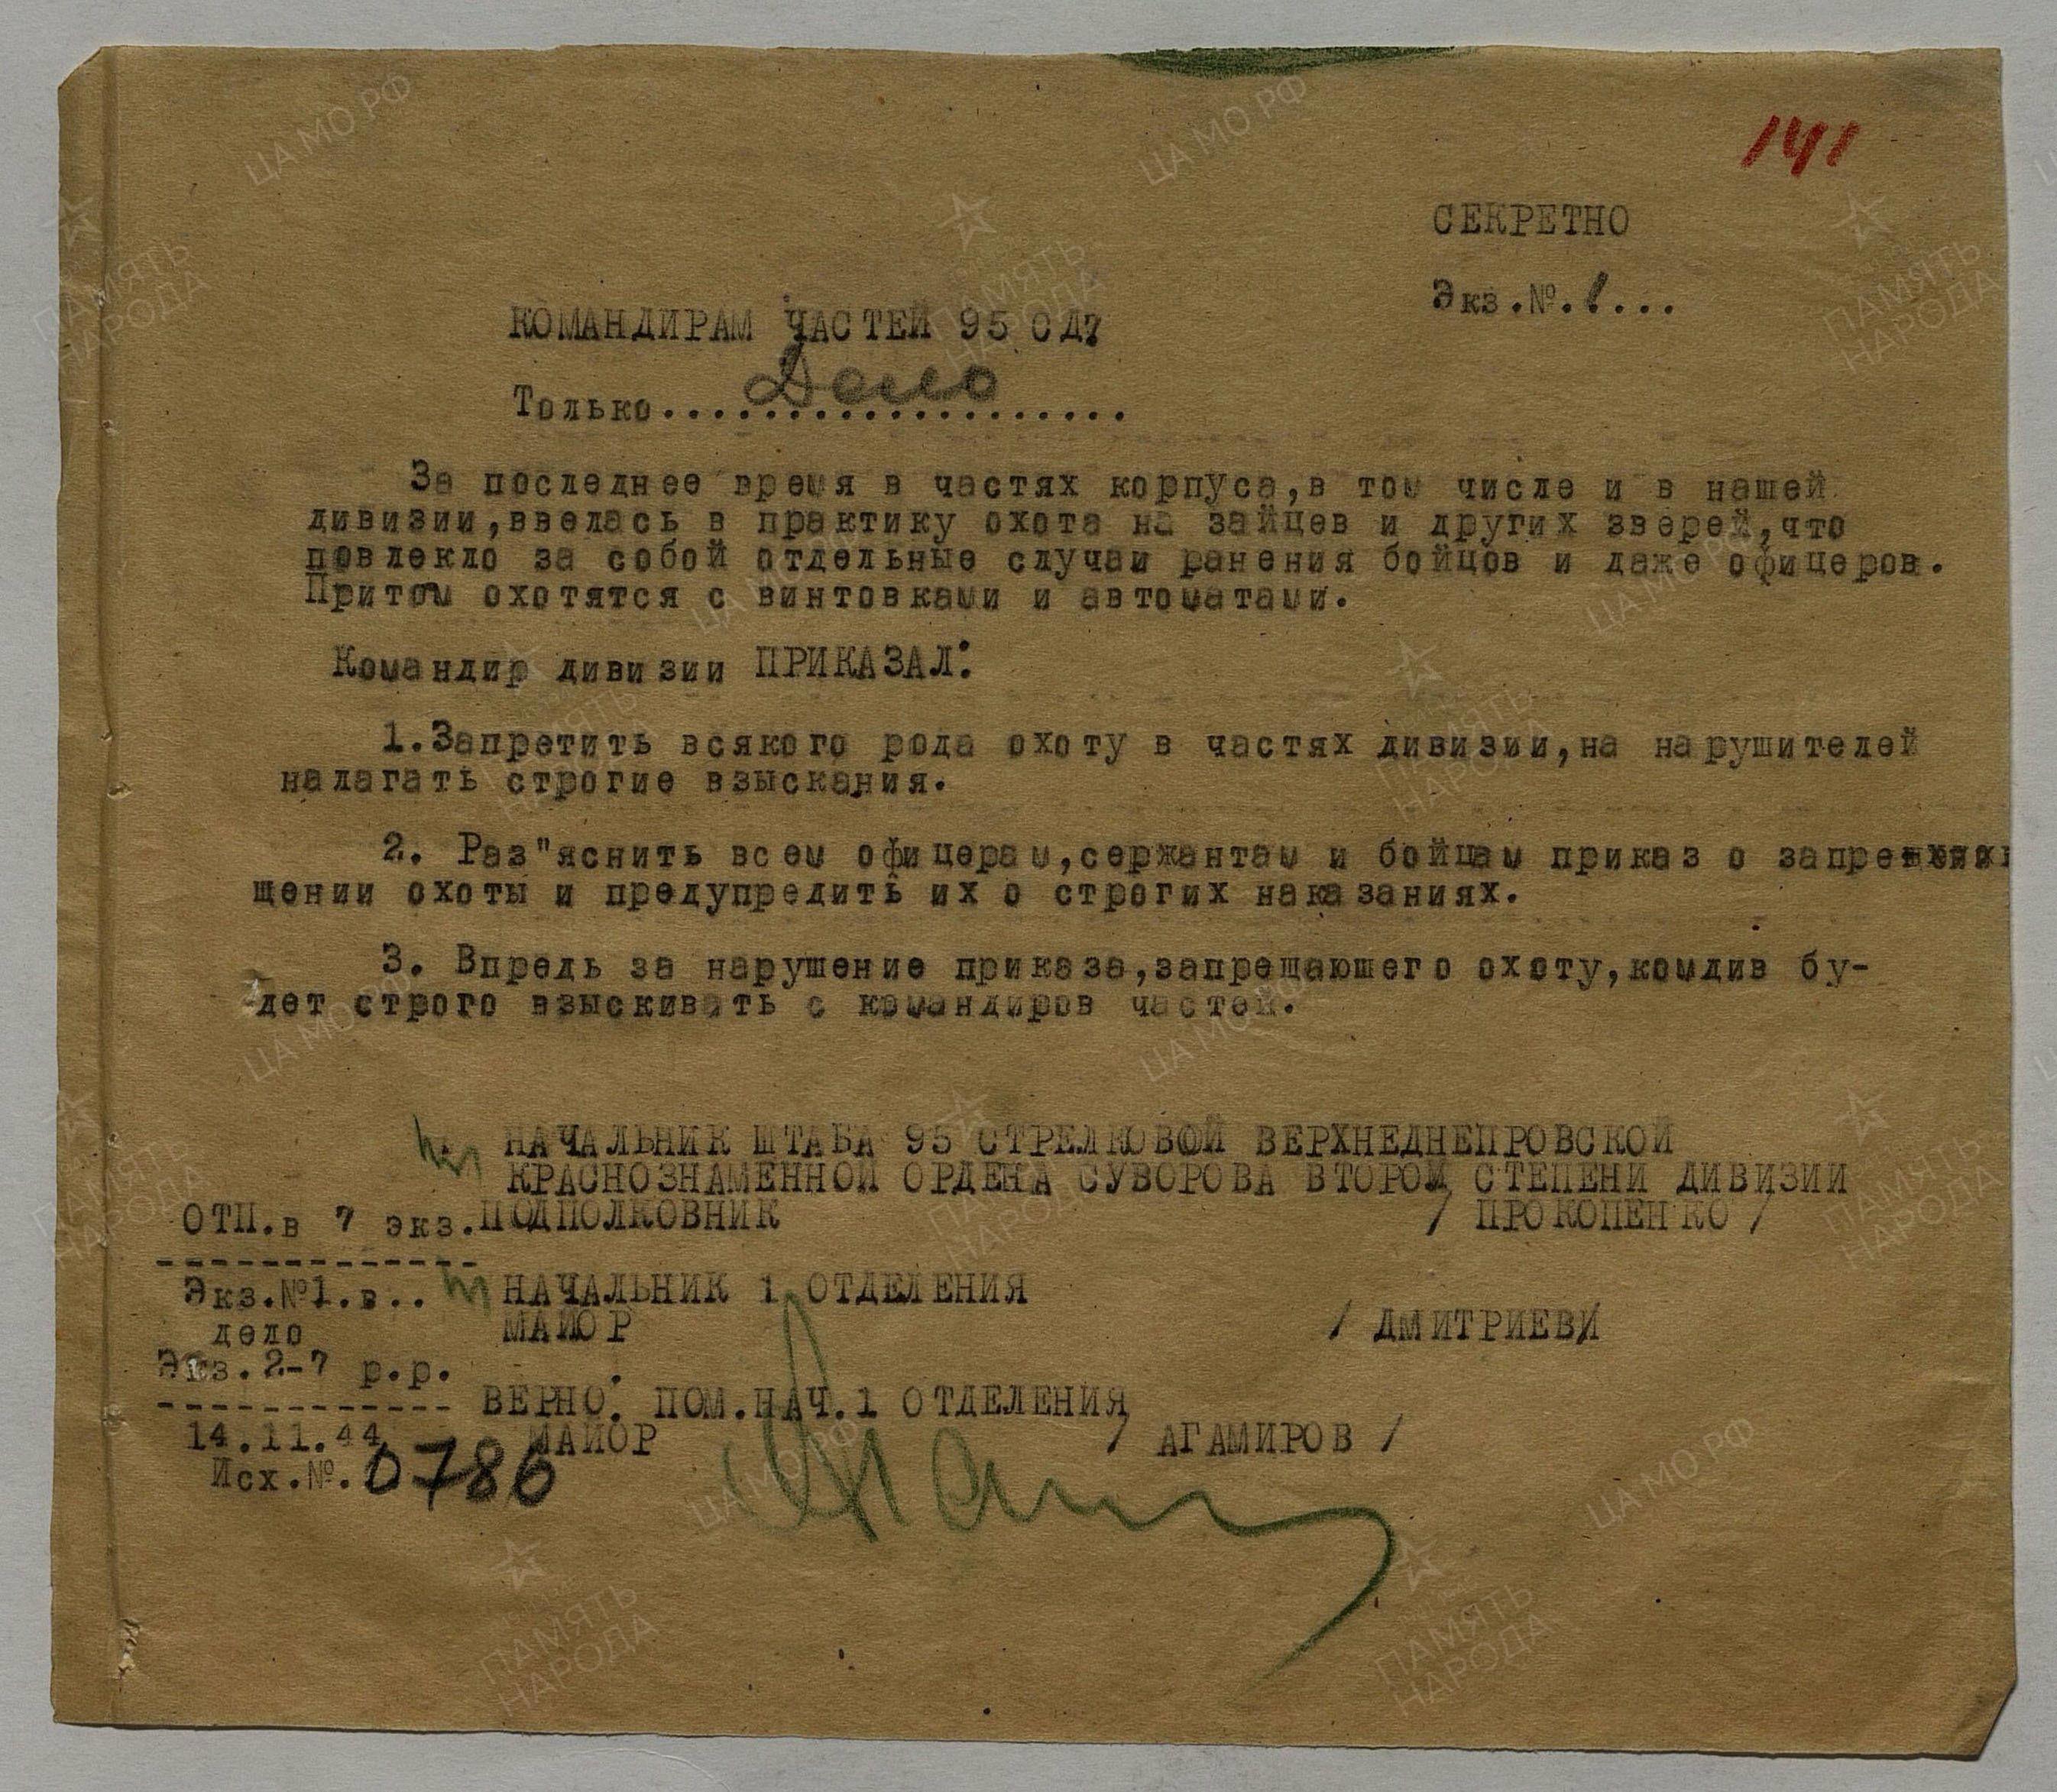 141
СЕКРЕТНО
Экз.№.1...
КОМАНДИРАМ ЧАСТЕЙ 95 СД?
Только....................
Дело
За последнее время в частях корпуса,в том числе и в нашей
дивизии,ввелась в практику охота на зайцев и других зверей,что
повлекло за собой отдельные случаи ранения бойцов и даже офицеров.
Притом охотятся с винтовками и автоматами.
Командир дивизии ПРИКАЗАЛ:
1.Запретить всякого рода охоту в частях дивизии,на нарушителей
налагать строгие взыскания.
2. Раз"яснить всем офицерам,сержантам и бойцам приказ о запре
щении охоты и предупредить их о строгих наказаниях.
3. Впредь за нарушение приказа,запрещаюшего охоту,комдив бу-
дет строго взыскивать с командиров частей.
НАЧАЛЬНИК ШТАБА 95 СТРЕЛКОВОЙ ВЕРХНЕДНЕПРОВСКОЙ
КРАСНОЗНАМЕННОЙ ОРДЕНА СУВОРОВА ВТОРОЙ СТЕПЕНИ ДИВИЗИИ
ПОДПОЛКОВНИК / ПРОКОПЕНКО /
НАЧАЛЬНИК 1 ОТДЕЛЕНИЯ
МАЙОР / ДМИТРИЕВ/
ВЕРНО: ПОМ.НАЧ.1 ОТДЕЛЕНИЯ
МАЙОР / АГАМИРОВ /
ОТП.в 7 экз.
-------------
Экз.№1.в..
дело
Экз.2-7 р.р.
-------------
14.11.44
Исх.№.0786
ЦА МО РФ
ПАМЯТЬ
НАРОДА